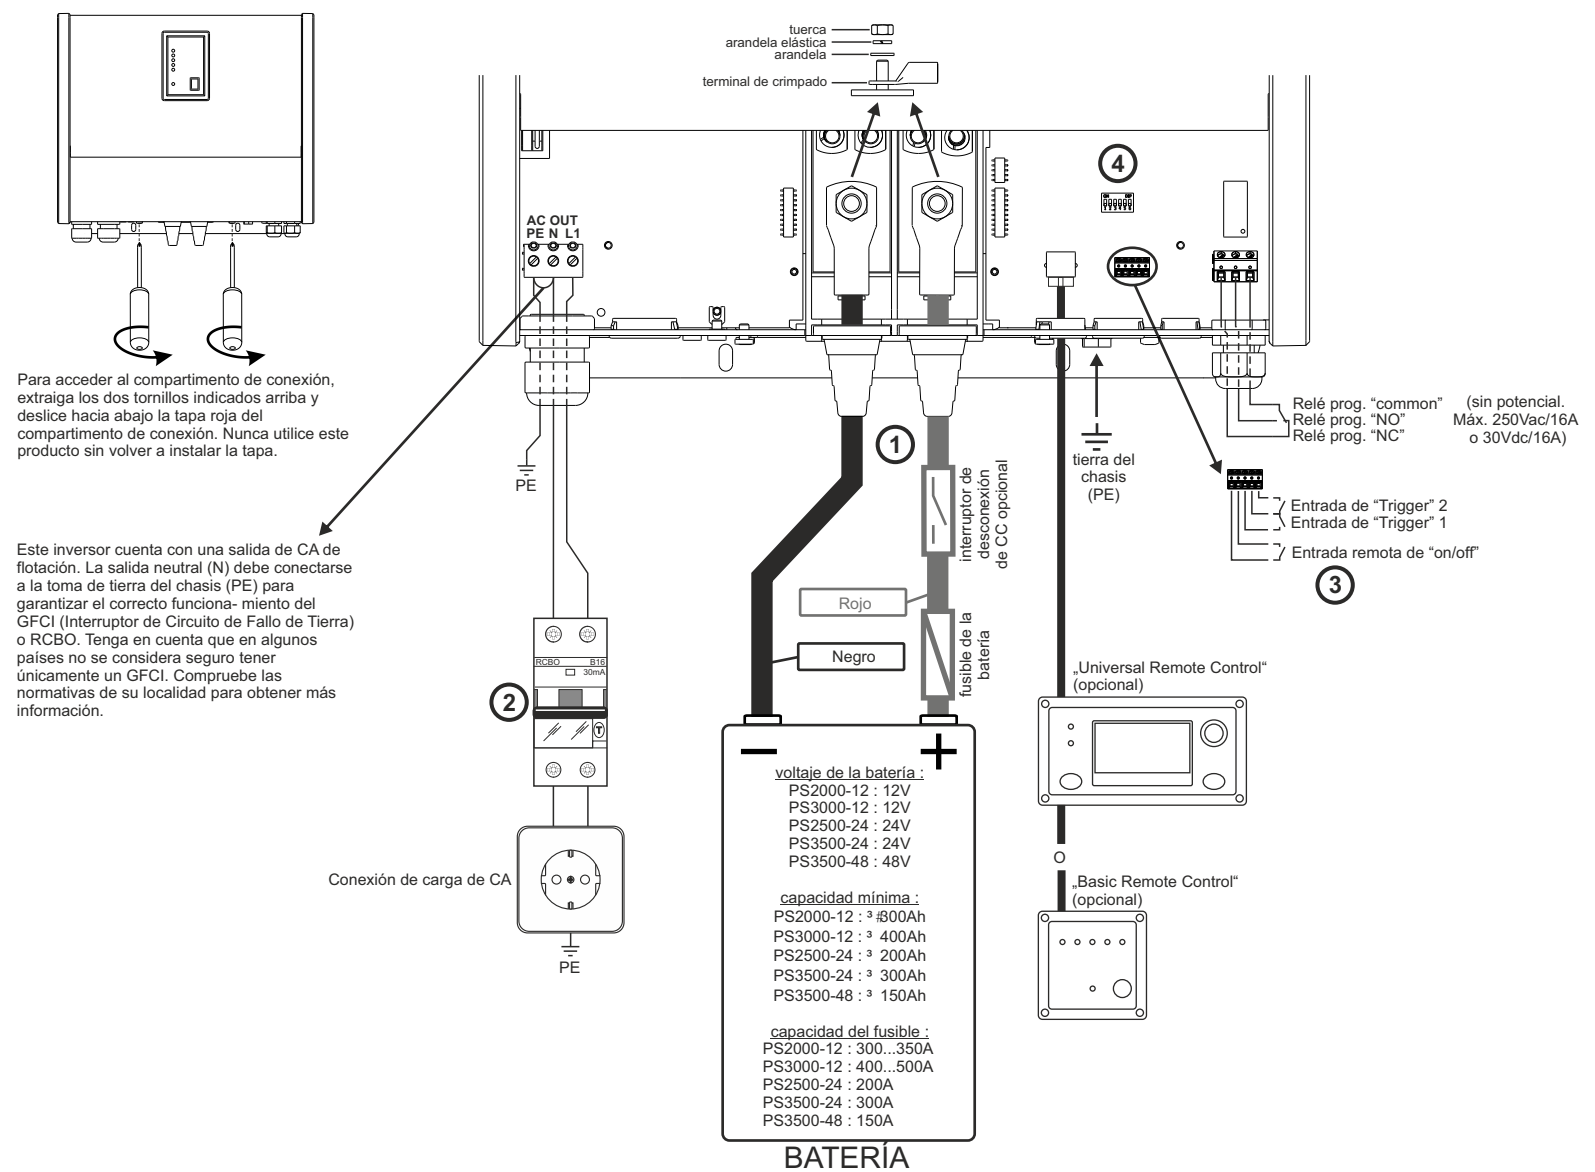 tuerca
arandela elástica
arandela
terminal de crimpado
4
AC OUT
PE N L1
Para acceder al compartimento de conexión,
extraiga los dos tornillos indicados arriba y
deslice hacia abajo la tapa roja del
compartimento de conexión. Nunca utilice este
producto sin volver a instalar la tapa.
PE
1
interruptor de
desconexión
de CC opcional
tierra del
chasis
(PE)
Relé prog. “common”
Relé prog. “NO”
Relé prog. “NC”
(sin potencial.
Máx. 250Vac/16A
o 30Vdc/16A)
Entrada de “Trigger” 2
Entrada de “Trigger” 1
Entrada remota de “on/off”
3
Este inversor cuenta con una salida de CA de
flotación. La salida neutral (N) debe conectarse
a la toma de tierra del chasis (PE) para
garantizar el correcto funciona- miento del
GFCI (Interruptor de Circuito de Fallo de Tierra)
o RCBO. Tenga en cuenta que en algunos
países no se considera seguro tener
únicamente un GFCI. Compruebe las
normativas de su localidad para obtener más
información.
Rojo
Negro
fusible de la
batería
RCBO B16
30mA
T
2
„Universal Remote Control“
(opcional)
voltaje de la batería :
PS2000-12 : 12V
PS3000-12 : 12V
PS2500-24 : 24V
PS3500-24 : 24V
PS3500-48 : 48V
Conexión de carga de CA
PE
O
„Basic Remote Control“
(opcional)
capacidad mínima :
PS2000-12 : ³ #300Ah
PS3000-12 : ³ 400Ah
PS2500-24 : ³ 200Ah
PS3500-24 : ³ 300Ah
PS3500-48 : ³ 150Ah
capacidad del fusible :
PS2000-12 : 300...350A
PS3000-12 : 400...500A
PS2500-24 : 200A
PS3500-24 : 300A
PS3500-48 : 150A
BATERÍA